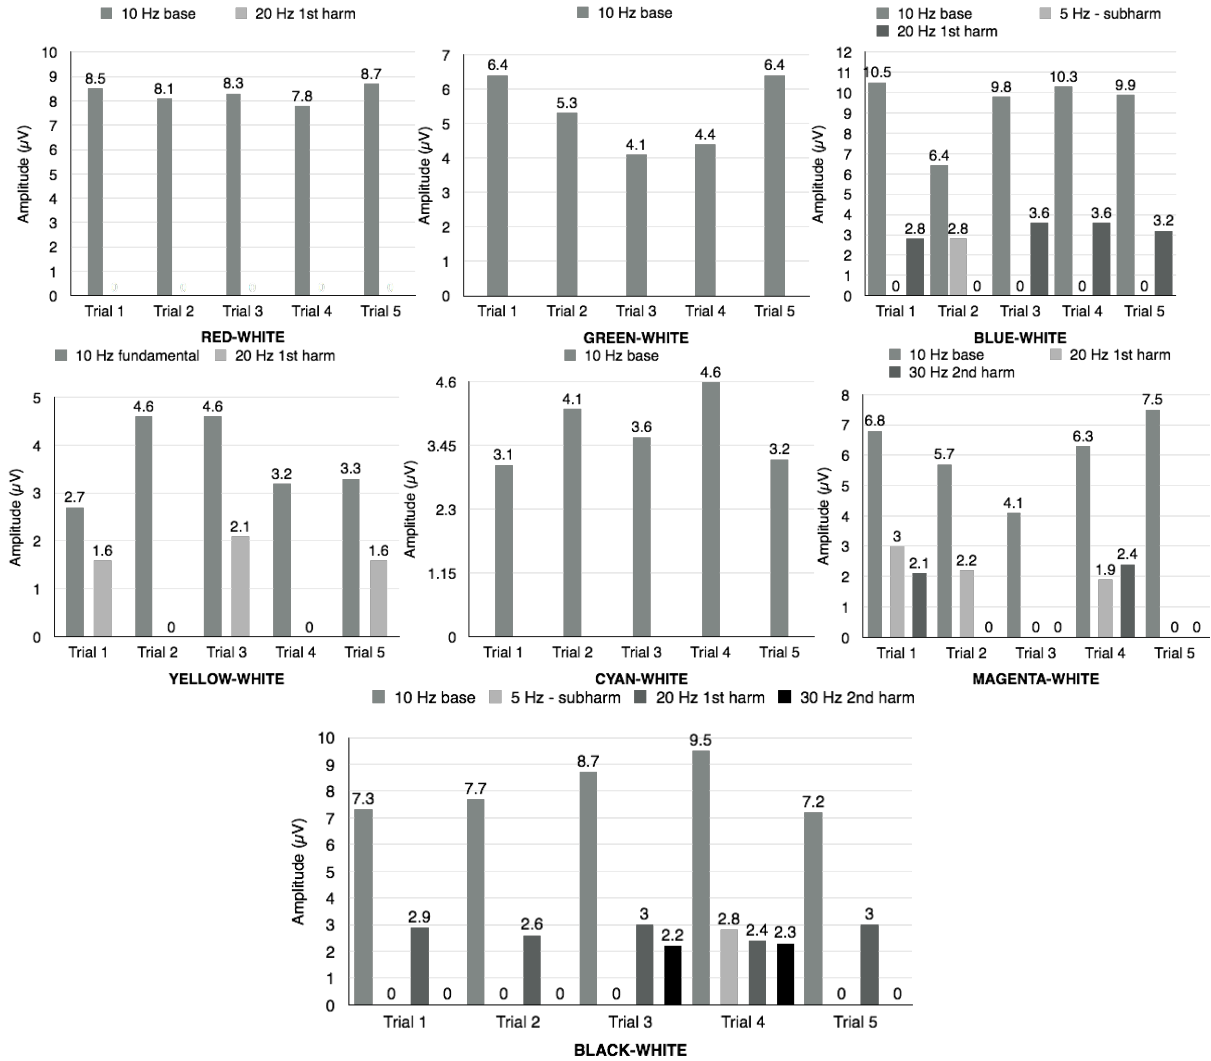 10 Hz base 20 Hz 1st harm
10
9
8
7
6
5
4
3
2
1
0
Amplitude (µV)
8.5 8.1 8.3 7.8 8.7
0 0 0 0 0
Trial 1 Trial 2 Trial 3 Trial 4 Trial 5
RED-WHITE
10 Hz base
7
6
5
4
3
2
1
0
Amplitude (µV)
6.4 5.3 4.1 4.4 6.4
Trial 1 Trial 2 Trial 3 Trial 4 Trial 5
GREEN-WHITE
10 Hz base 5 Hz - subharm
20 Hz 1st harm
12
11
10
9
8
7
6
5
4
3
2
1
0
Amplitude (µV)
10.5 0 2.8 6.4 2.8 0 9.8 0 3.6 10.3 0 3.6 9.9 0 3.2
Trial 1 Trial 2 Trial 3 Trial 4 Trial 5
BLUE-WHITE
10 Hz fundamental 20 Hz 1st harm
5
4
3
2
1
0
Amplitude (µV)
2.7 1.6 4.6 0 4.6 2.1 3.2 0 3.3 1.6
Trial 1 Trial 2 Trial 3 Trial 4 Trial 5
YELLOW-WHITE
10 Hz base
4.6
3.45
2.3
1.15
0
Amplitude (µV)
3.1 4.1 3.6 4.6 3.2
Trial 1 Trial 2 Trial 3 Trial 4 Trial 5
CYAN-WHITE
10 Hz base 20 Hz 1st harm
30 Hz 2nd harm
8
7
6
5
4
3
2
1
0
Amplitude (µV)
6.8 3 2.1 5.7 2.2 0 4.1 0 0 6.3 1.9 2.4 7.5 0 0
Trial 1 Trial 2 Trial 3 Trial 4 Trial 5
MAGENTA-WHITE
10 Hz base 5 Hz - subharm 20 Hz 1st harm 30 Hz 2nd harm
10
9
8
7
6
5
4
3
2
1
0
Amplitude (µV)
7.3 0 2.9 0 7.7 0 2.6 0 8.7 0 3 2.2 9.5 2.8 2.4 2.3 7.2 0 3 0
Trial 1 Trial 2 Trial 3 Trial 4 Trial 5
BLACK-WHITE